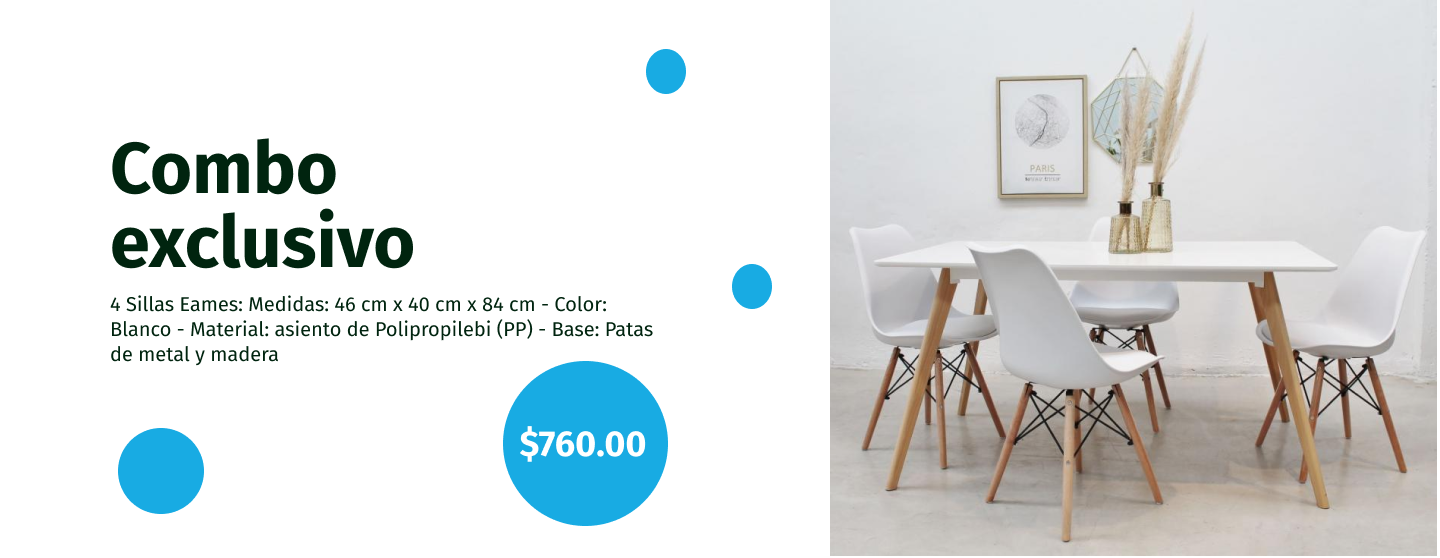 Combo
exclusivo
4 Sillas Eames: Medidas: 46 cm x 40 cm x 84 cm - Color:
Blanco - Material: asiento de Polipropilebi (PP) - Base: Patas
de metal y madera
$760.00
PARIS